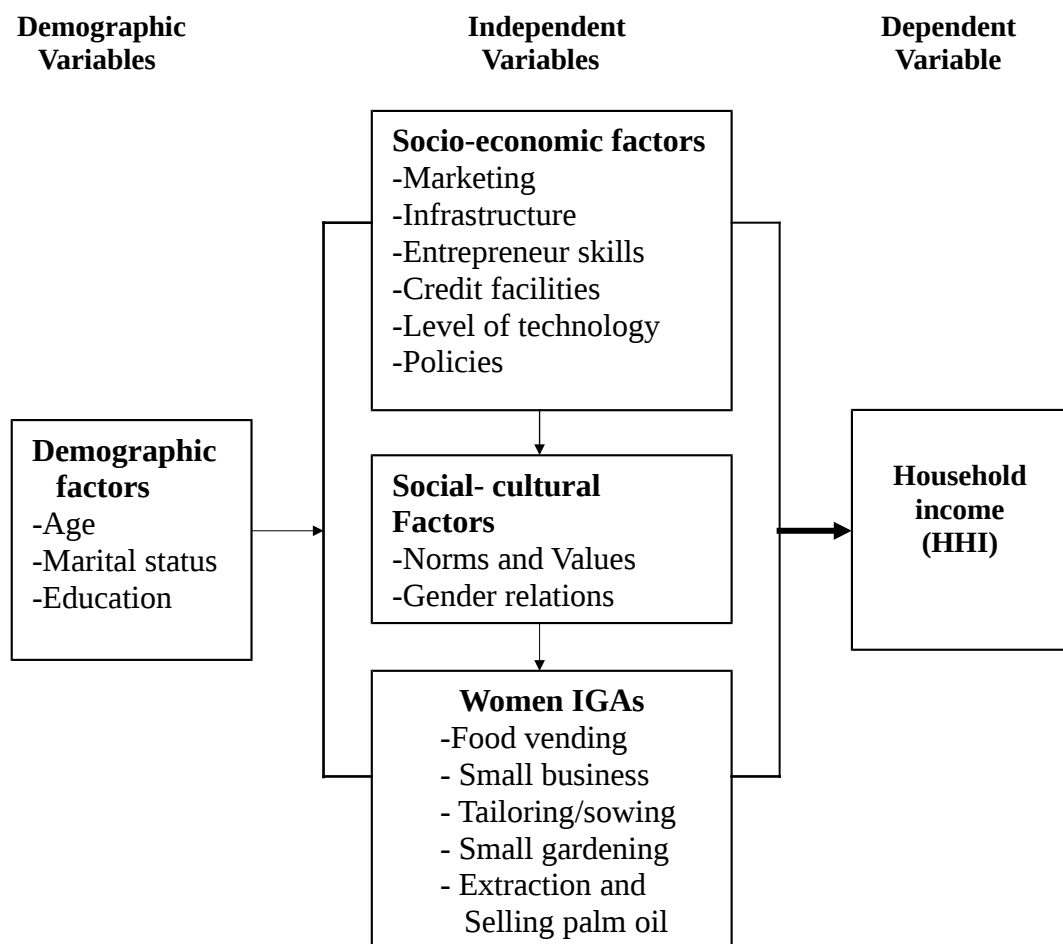 Demographic
Variables
Independent
Variables
Dependent
Variable
Socio-economic factors
-Marketing
-Infrastructure
-Entrepreneur skills
-Credit facilities
-Level of technology
-Policies
Demographic
factors
-Age
-Marital status
-Education
Social- cultural
Factors
-Norms and Values
-Gender relations
Women IGAs
-Food vending
- Small business
- Tailoring/sowing
- Small gardening
- Extraction and
Selling palm oil
Household
income
(HHI)